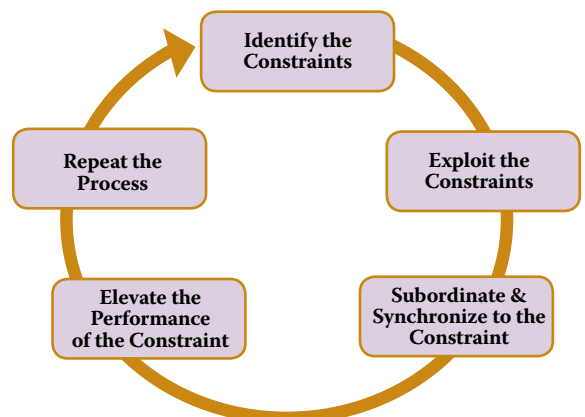 Identify the
Constraints
Exploit the
Constraints
Subordinate &
Synchronize to the
Constraint
Elevate the
Performance
of the Constraint
Repeat the
Process